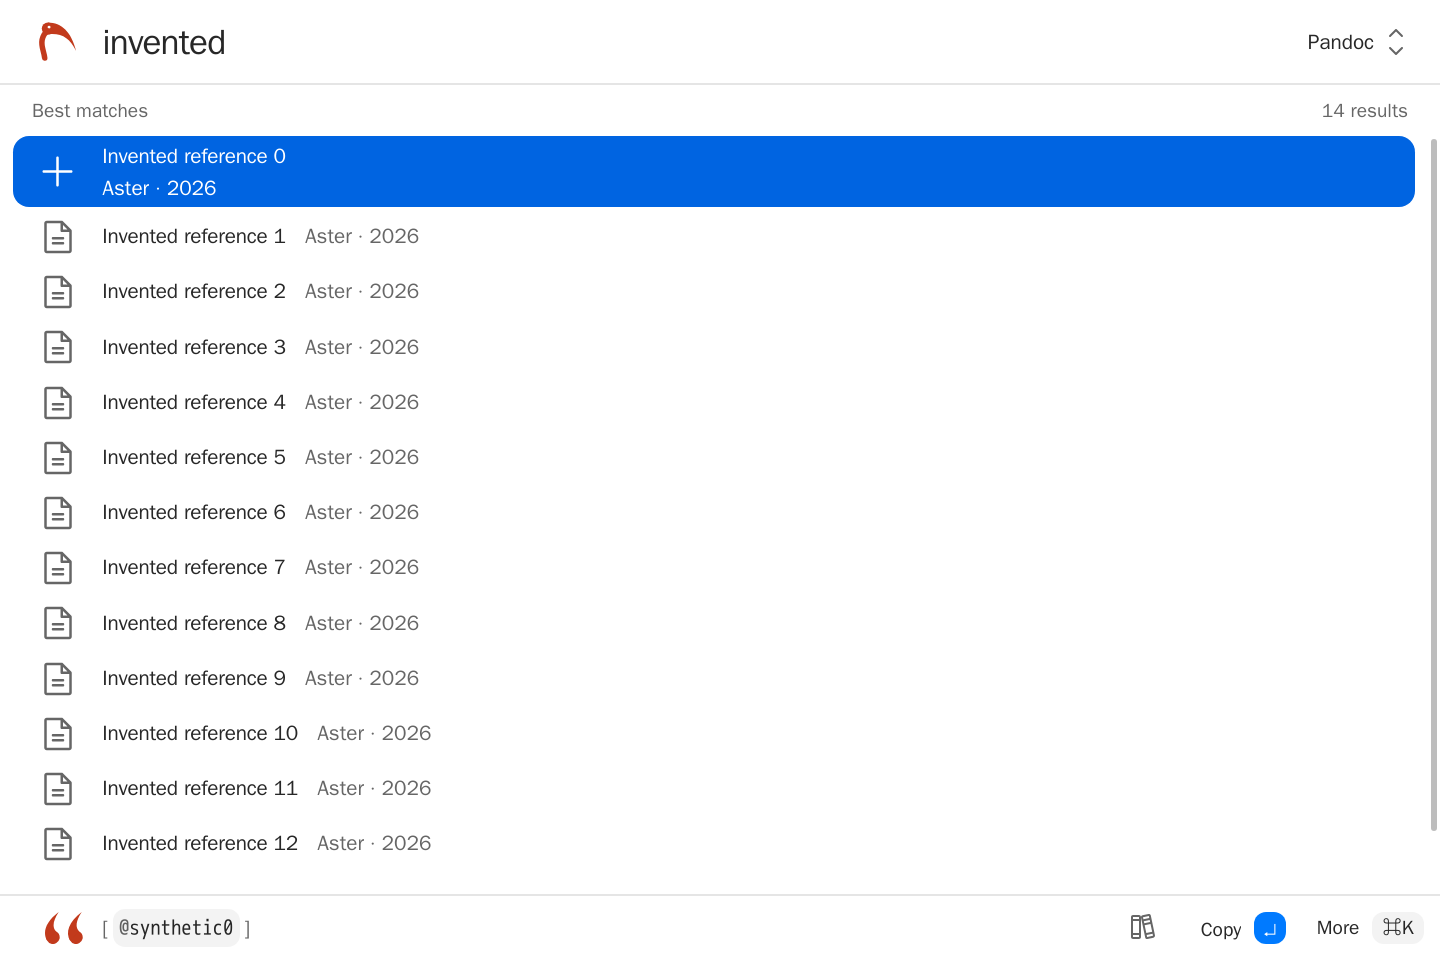 invented
Pandoc
Best matches
14 results
Invented reference 0
Aster · 2026
Invented reference 1 Aster · 2026
Invented reference 2 Aster · 2026
Invented reference 3 Aster · 2026
Invented reference 4 Aster · 2026
Invented reference 5 Aster · 2026
Invented reference 6 Aster · 2026
Invented reference 7 Aster · 2026
Invented reference 8 Aster · 2026
Invented reference 9 Aster · 2026
Invented reference 10 Aster · 2026
Invented reference 11 Aster · 2026
Invented reference 12 Aster · 2026
[ @synthetic0 ]
Copy ↵ More ⌘K